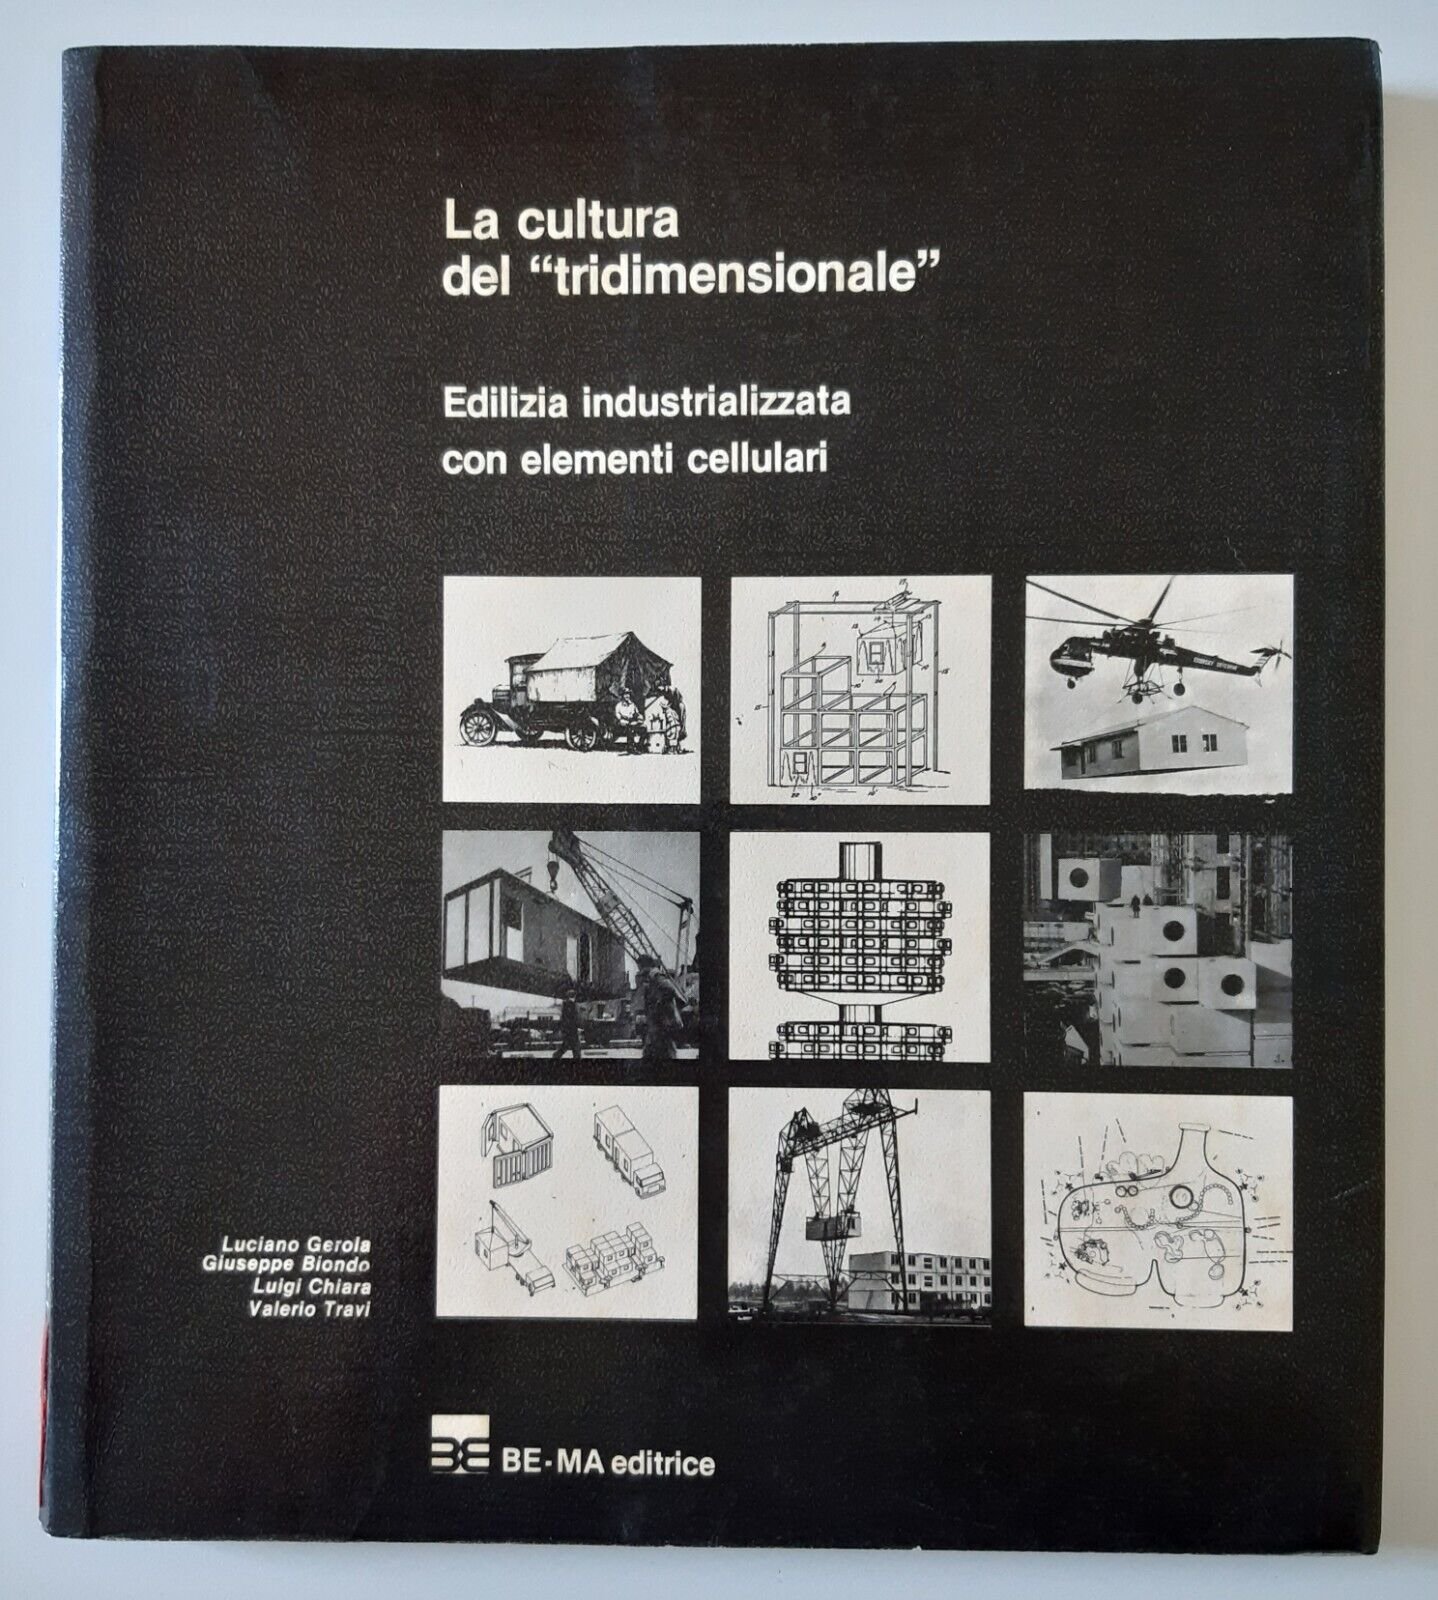 La cultura
del “tridimensionale”
Edilizia industrializzata
con elementi cellulari
Luciano Gerola
Giuseppe Biondo
Luigi Chiara
Valerio Travi
BE-MA editrice